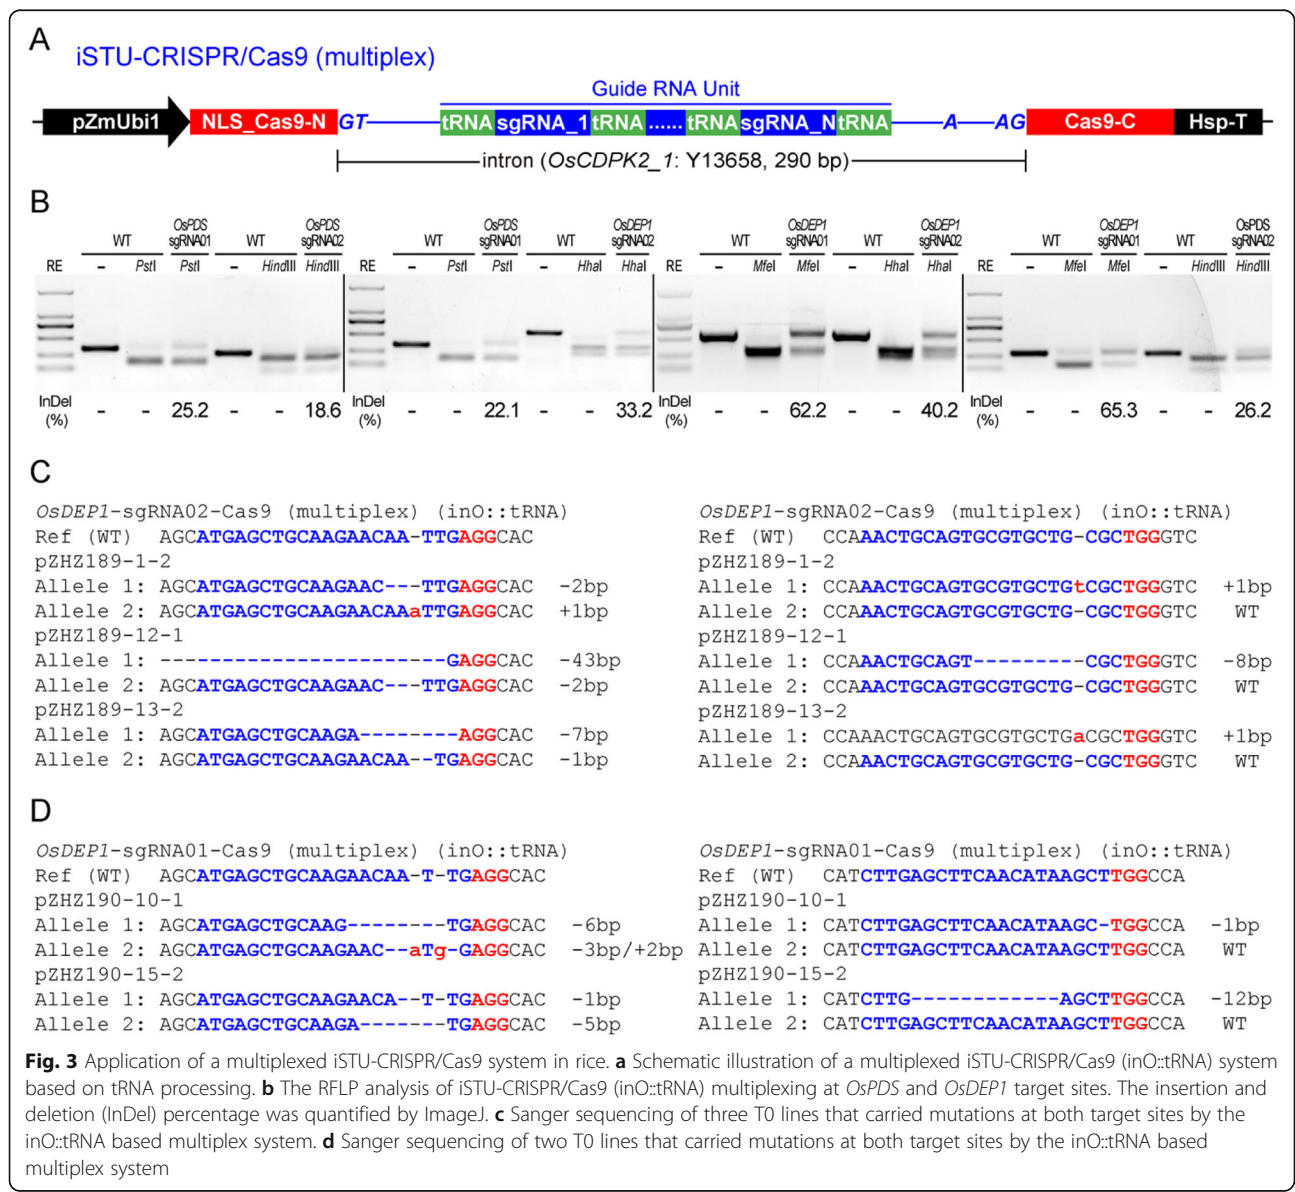 A
iSTU-CRISPR/Cas9 (multiplex)
Guide RNA Unit
pZmUbi1 NLS_Cas9-N GT tRNA sgRNA_1 tRNA ...... tRNA sgRNA_N tRNA A AG Cas9-C Hsp-T
intron (OsCDPK2_1: Y13658, 290 bp)
B
OsPDS OsPDS OsPDS OsDEP1 OsDEP1 OsDEP1 OsDEP1 OsPDS
WT sgRNA01 WT sgRNA02 WT sgRNA01 WT sgRNA02 WT sgRNA01 WT sgRNA02 WT sgRNA01 WT sgRNA02
RE - PstI PstI - HindIII HindIII RE - PstI PstI - HhaI HhaI RE - MfeI MfeI - HhaI HhaI RE - MfeI MfeI - HindIII HindIII
InDel InDel InDel InDel
(%) - - 25.2 - - 18.6 (%) - - 22.1 - - 33.2 (%) - - 62.2 - - 40.2 (%) - - 65.3 - - 26.2
C
OsDEP1-sgRNA02-Cas9 (multiplex) (inO::tRNA)
Ref (WT) AGCATGAGCTGCAAGAACAA-TTGAGGCAC
pZHZ189-1-2
Allele 1: AGCATGAGCTGCAAGAAC---TTGAGGCAC -2bp
Allele 2: AGCATGAGCTGCAAGAACAAaTTGAGGCAC +1bp
pZHZ189-12-1
Allele 1: -----------------------GAGGCAC -43bp
Allele 2: AGCATGAGCTGCAAGAAC---TTGAGGCAC -2bp
pZHZ189-13-2
Allele 1: AGCATGAGCTGCAAGA--------AGGCAC -7bp
Allele 2: AGCATGAGCTGCAAGAACAA--TGAGGCAC -1bp
OsDEP1-sgRNA02-Cas9 (multiplex) (inO::tRNA)
Ref (WT) CCAAACTGCAGTGCGTGCTG-CGCTGGGTC
pZHZ189-1-2
Allele 1: CCAAACTGCAGTGCGTGCTGtCGCTGGGTC +1bp
Allele 2: CCAAACTGCAGTGCGTGCTG-CGCTGGGTC WT
pZHZ189-12-1
Allele 1: CCAAACTGCAGT---------CGCTGGGTC -8bp
Allele 2: CCAAACTGCAGTGCGTGCTG-CGCTGGGTC WT
pZHZ189-13-2
Allele 1: CCAAACTGCAGTGCGTGCTGaCGCTGGGTC +1bp
Allele 2: CCAAACTGCAGTGCGTGCTG-CGCTGGGTC WT
D
OsDEP1-sgRNA01-Cas9 (multiplex) (inO::tRNA)
Ref (WT) AGCATGAGCTGCAAGAACAA-T-TGAGGCAC
pZHZ190-10-1
Allele 1: AGCATGAGCTGCAAG--------TGAGGCAC -6bp
Allele 2: AGCATGAGCTGCAAGAAC--aTg-GAGGCAC -3bp/+2bp
pZHZ190-15-2
Allele 1: AGCATGAGCTGCAAGAACA--T-TGAGGCAC -1bp
Allele 2: AGCATGAGCTGCAAGA-------TGAGGCAC -5bp
OsDEP1-sgRNA01-Cas9 (multiplex) (inO::tRNA)
Ref (WT) CATCTTGAGCTTCAACATAAGCTTGGCCA
pZHZ190-10-1
Allele 1: CATCTTGAGCTTCAACATAAGC-TGGCCA -1bp
Allele 2: CATCTTGAGCTTCAACATAAGCTTGGCCA WT
pZHZ190-15-2
Allele 1: CATCTTG------------AGCTTGGCCA -12bp
Allele 2: CATCTTGAGCTTCAACATAAGCTTGGCCA WT
Fig. 3 Application of a multiplexed iSTU-CRISPR/Cas9 system in rice. a Schematic illustration of a multiplexed iSTU-CRISPR/Cas9 (inO::tRNA) system
based on tRNA processing. b The RFLP analysis of iSTU-CRISPR/Cas9 (inO::tRNA) multiplexing at OsPDS and OsDEP1 target sites. The insertion and
deletion (InDel) percentage was quantified by ImageJ. c Sanger sequencing of three T0 lines that carried mutations at both target sites by the
inO::tRNA based multiplex system. d Sanger sequencing of two T0 lines that carried mutations at both target sites by the inO::tRNA based
multiplex system